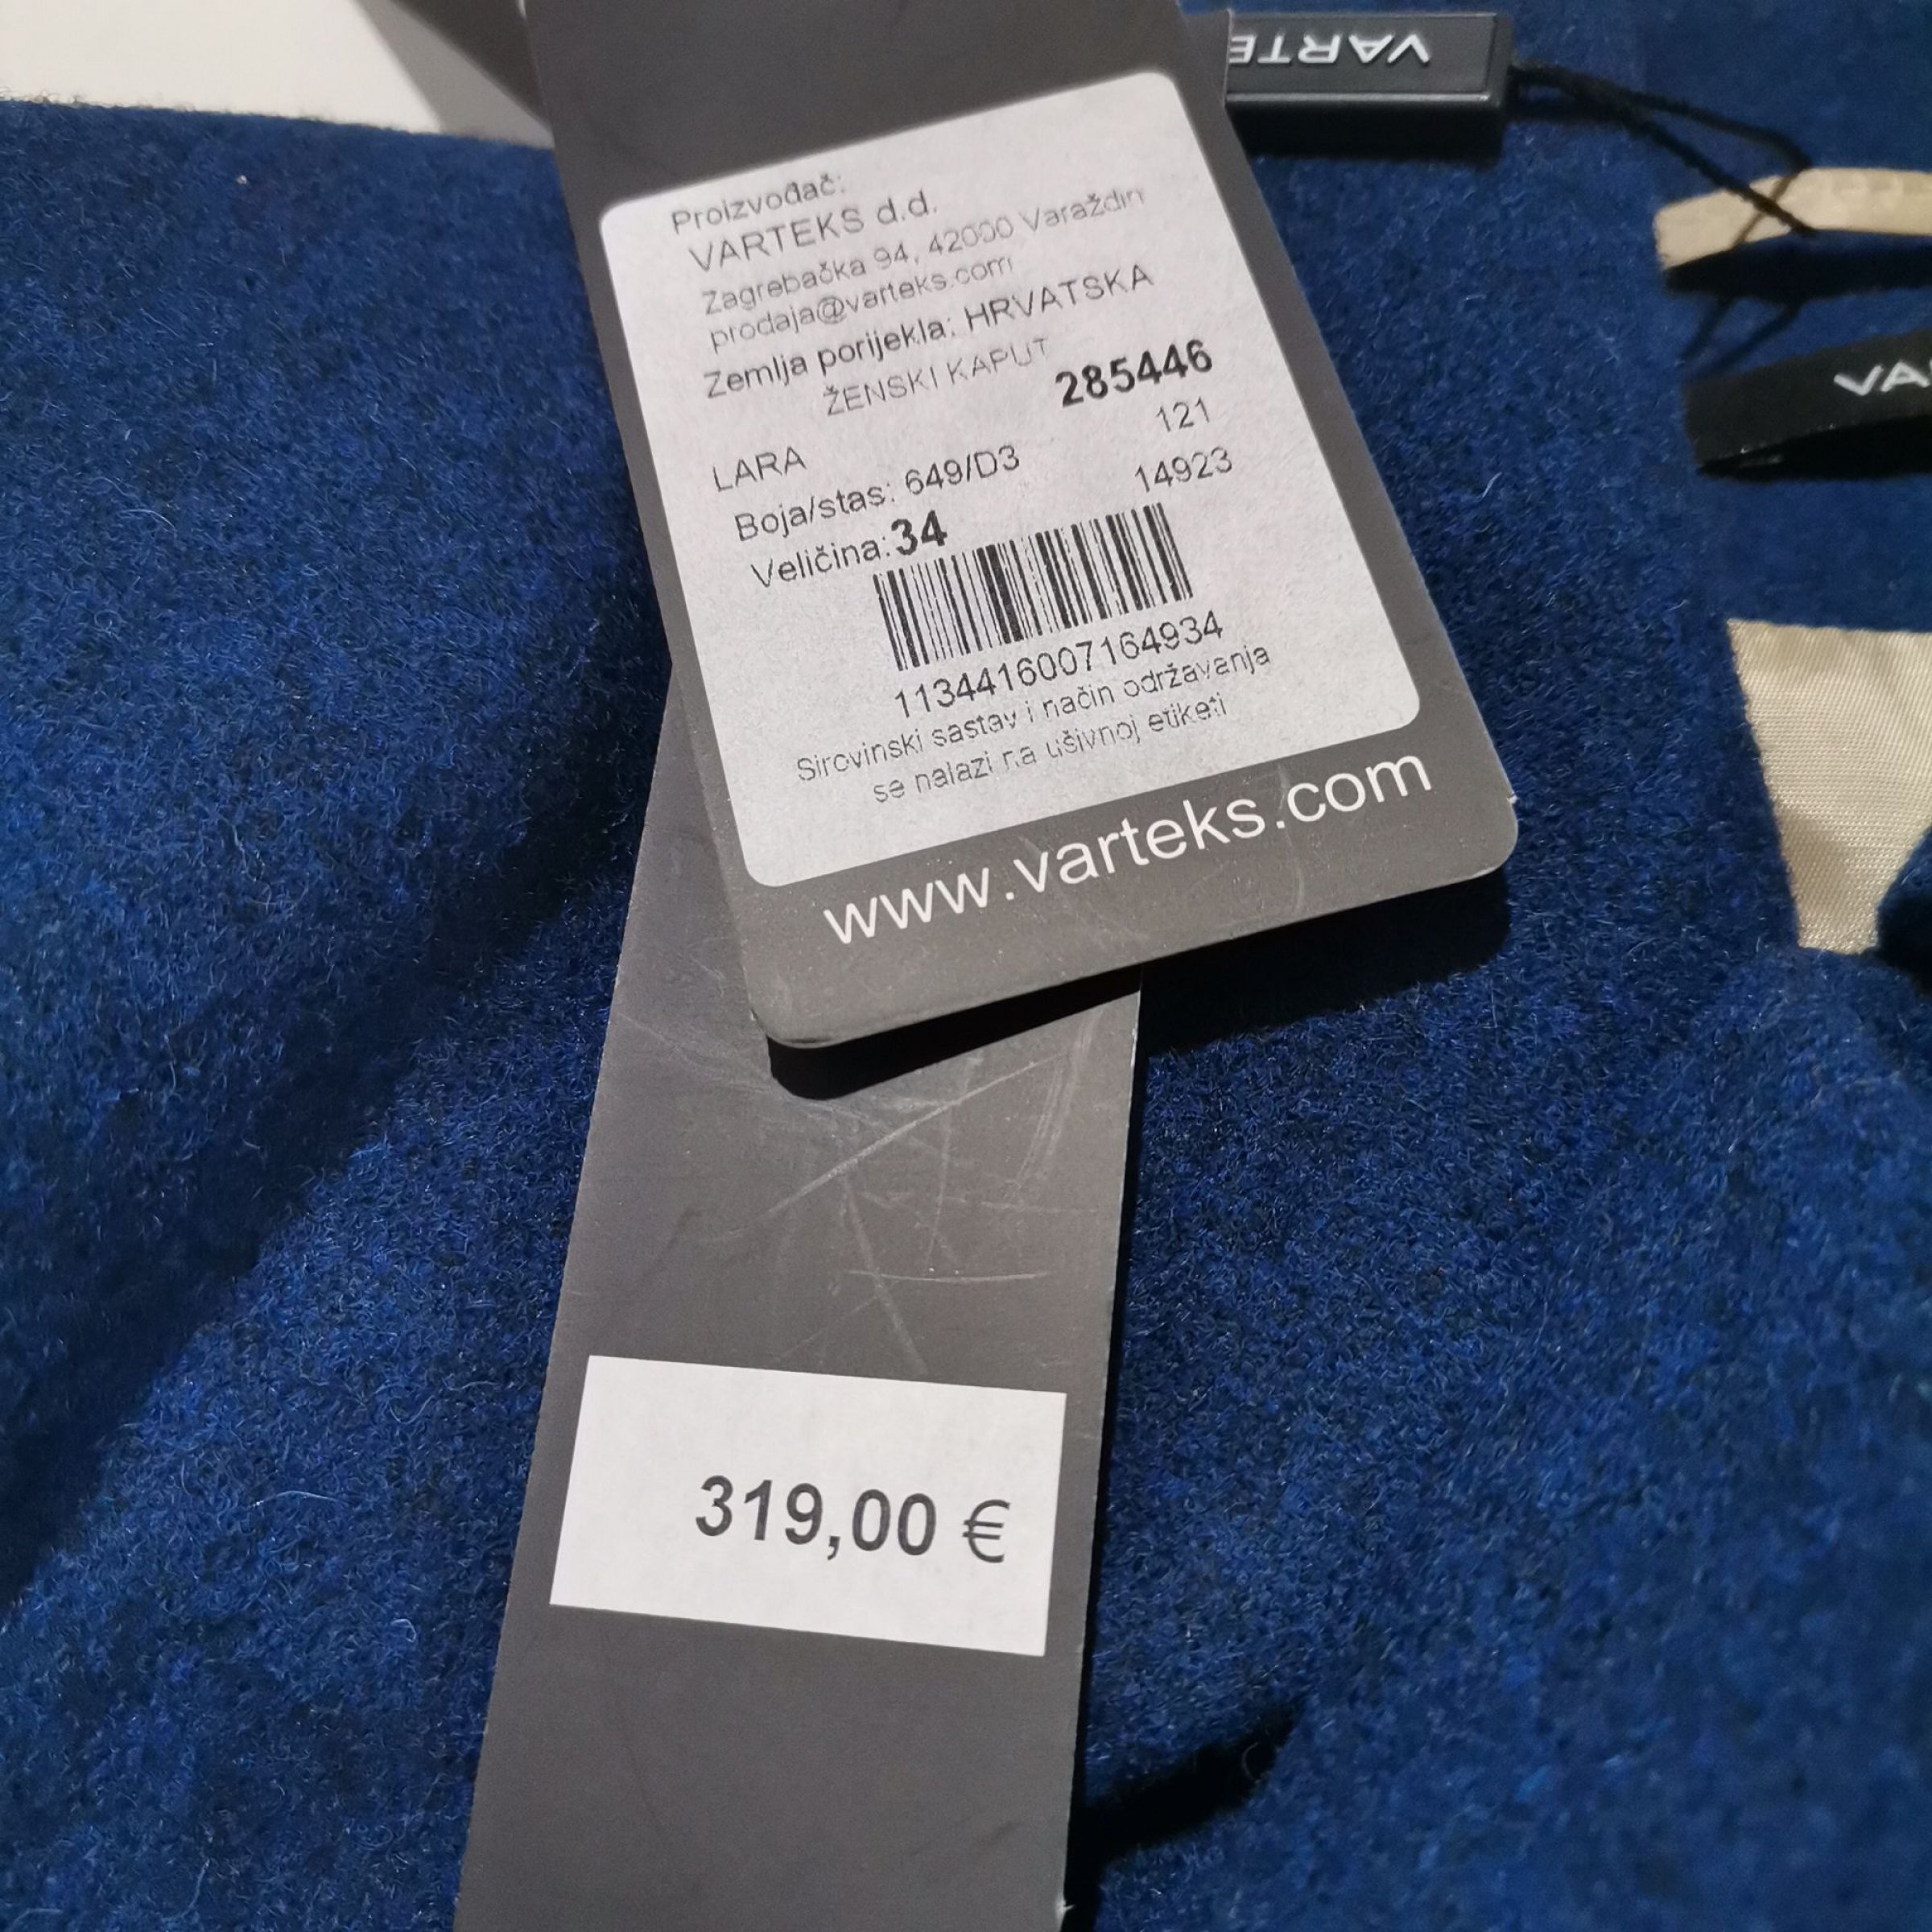 VARTE
VA
Proizvođač:
VARTEKS d.d.
Zagrebačka 94, 42000 Varaždin
prodaja@varteks.com
Zemlja porijekla: HRVATSKA
ŽENSKI KAPUT
285446
LARA 121
Boja/stas: 649/D3 14923
Veličina: 34
1134416007164934
Sirovinski sastav i način održavanja
se nalazi na ušivnoj etiketi
www.varteks.com
319,00 €